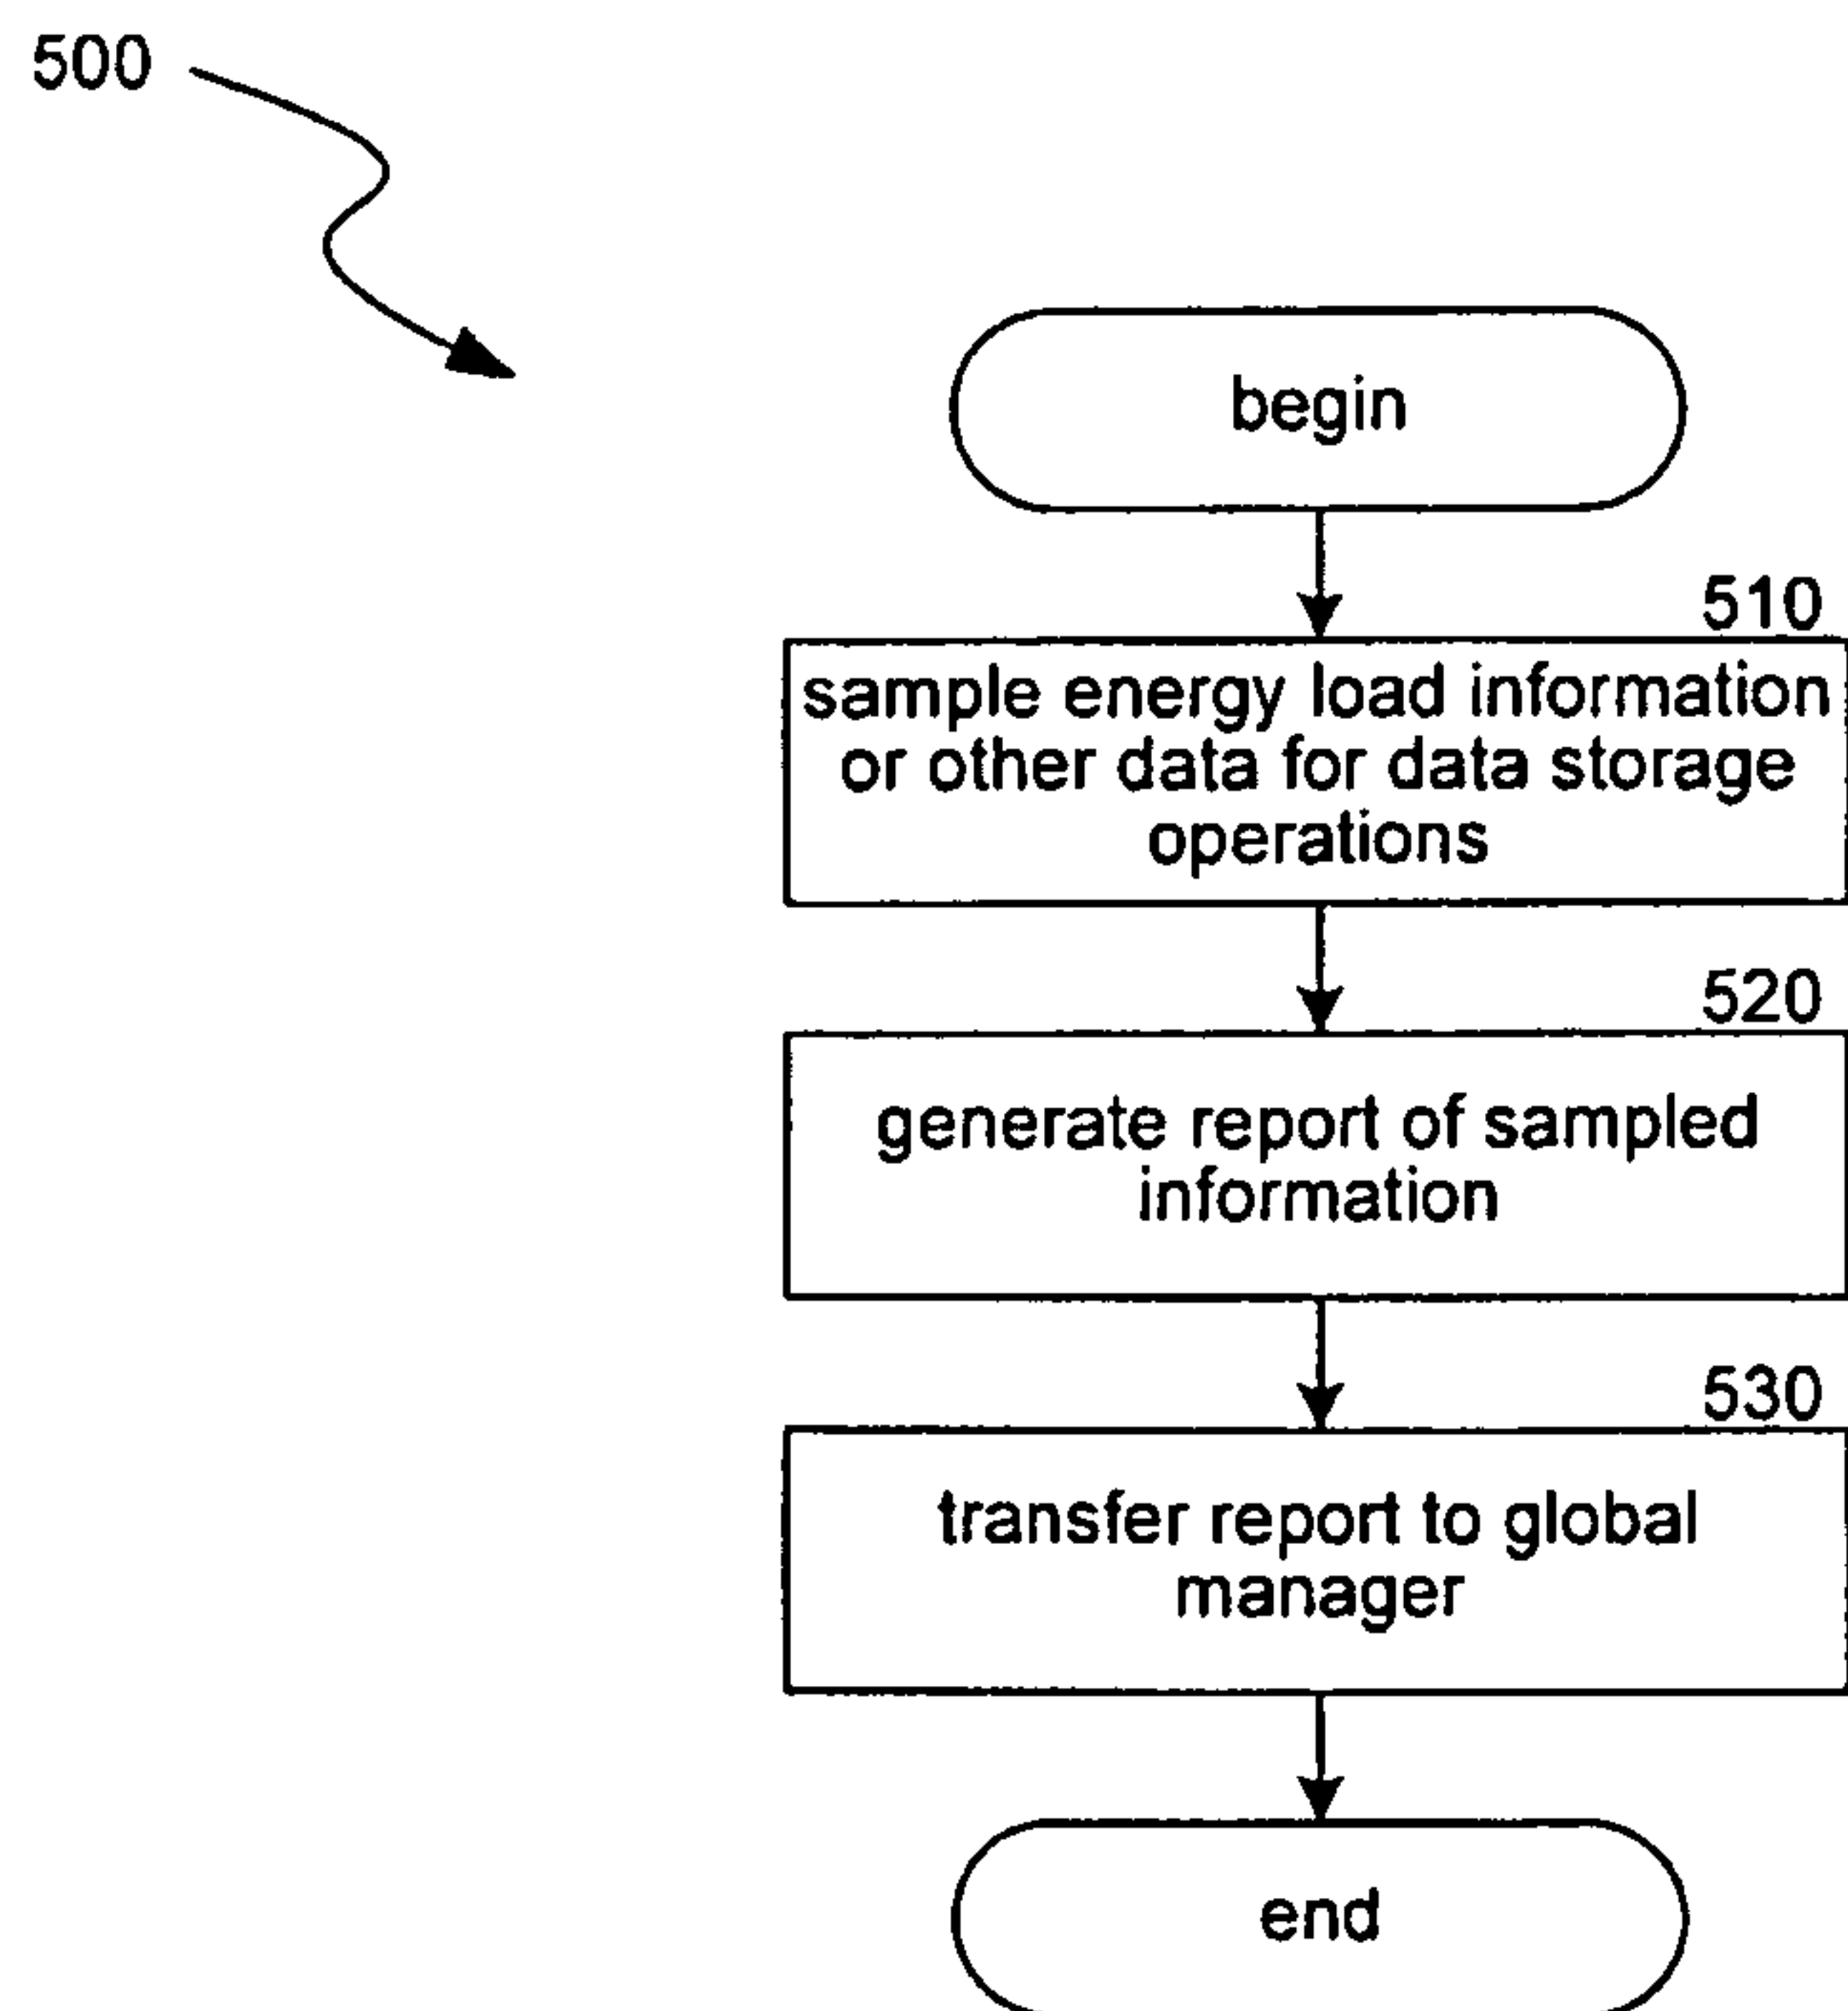 500
begin
510
sample energy load information
or other data for data storage
operations
520
generate report of sampled
information
530
transfer report to global
manager
end